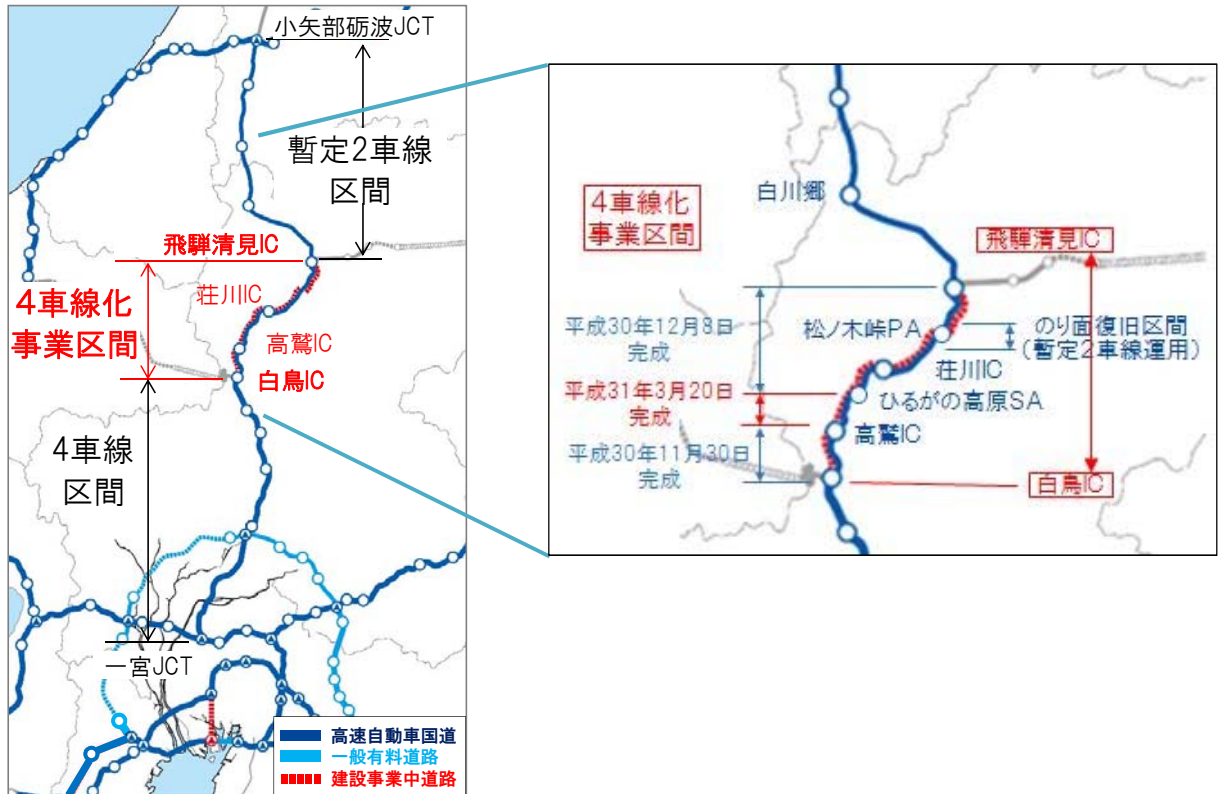 小矢部砺波JCT
暫定2車線
区間
飛騨清見IC
荘川IC
4車線化
事業区間
高鷲IC
白鳥IC
4車線
区間
一宮JCT
高速自動車国道
一般有料道路
建設事業中道路
白川郷
4車線化
事業区間
飛騨清見IC
平成30年12月8日
完成
松ノ木峠PA
のり面復旧区間
(暫定2車線運用)
荘川IC
平成31年3月20日
完成
ひるがの高原SA
高鷲IC
平成30年11月30日
完成
白鳥IC